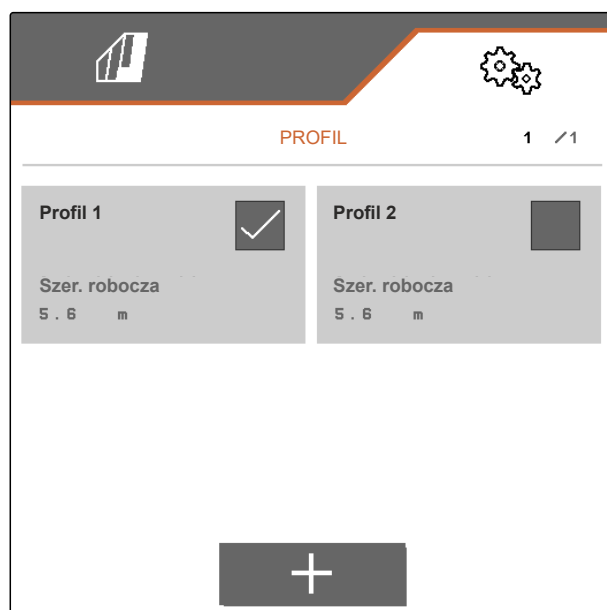 PROFIL 1 /1
Profil 1 Profil 2
Szer. robocza Szer. robocza
5.6 m 5.6 m